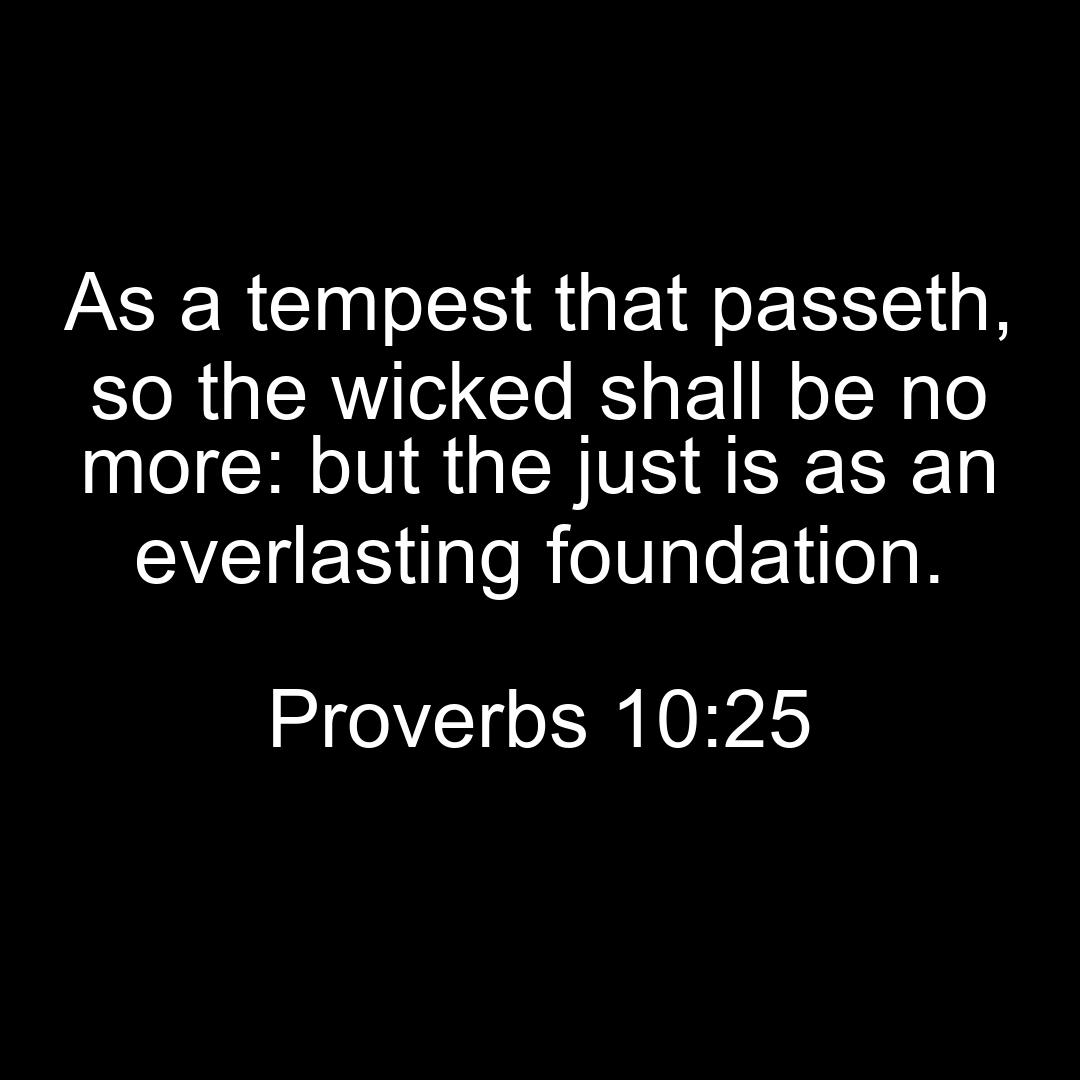 As a tempest that passeth,
so the wicked shall be no
more: but the just is as an
everlasting foundation.
Proverbs 10:25